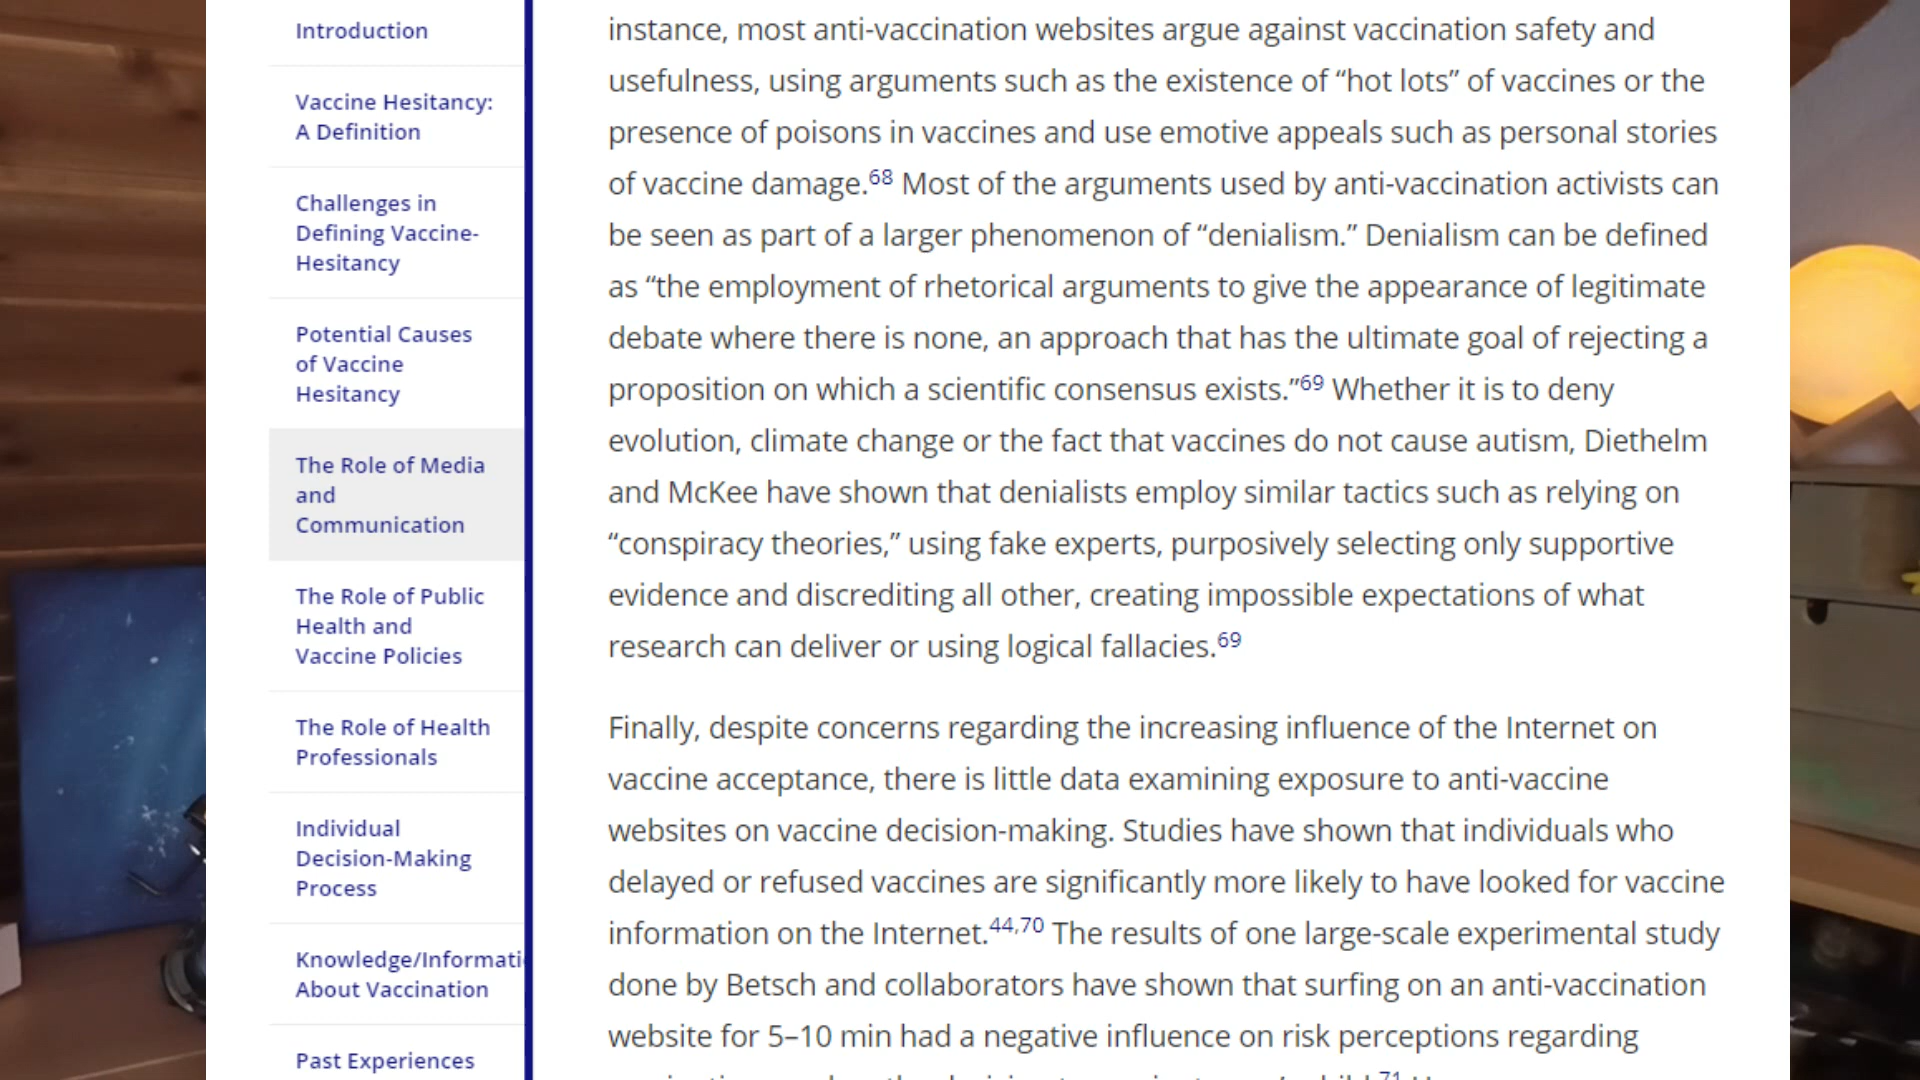 Introduction
Vaccine Hesitancy:
A Definition
Challenges in
Defining Vaccine-
Hesitancy
Potential Causes
of Vaccine
Hesitancy
The Role of Media
and
Communication
The Role of Public
Health and
Vaccine Policies
The Role of Health
Professionals
Individual
Decision-Making
Process
Knowledge/Informati
About Vaccination
Past Experiences
instance, most anti-vaccination websites argue against vaccination safety and
usefulness, using arguments such as the existence of “hot lots” of vaccines or the
presence of poisons in vaccines and use emotive appeals such as personal stories
of vaccine damage.68 Most of the arguments used by anti-vaccination activists can
be seen as part of a larger phenomenon of “denialism.” Denialism can be defined
as “the employment of rhetorical arguments to give the appearance of legitimate
debate where there is none, an approach that has the ultimate goal of rejecting a
proposition on which a scientific consensus exists.”69 Whether it is to deny
evolution, climate change or the fact that vaccines do not cause autism, Diethelm
and McKee have shown that denialists employ similar tactics such as relying on
“conspiracy theories,” using fake experts, purposively selecting only supportive
evidence and discrediting all other, creating impossible expectations of what
research can deliver or using logical fallacies.69
Finally, despite concerns regarding the increasing influence of the Internet on
vaccine acceptance, there is little data examining exposure to anti-vaccine
websites on vaccine decision-making. Studies have shown that individuals who
delayed or refused vaccines are significantly more likely to have looked for vaccine
information on the Internet.44,70 The results of one large-scale experimental study
done by Betsch and collaborators have shown that surfing on an anti-vaccination
website for 5–10 min had a negative influence on risk perceptions regarding